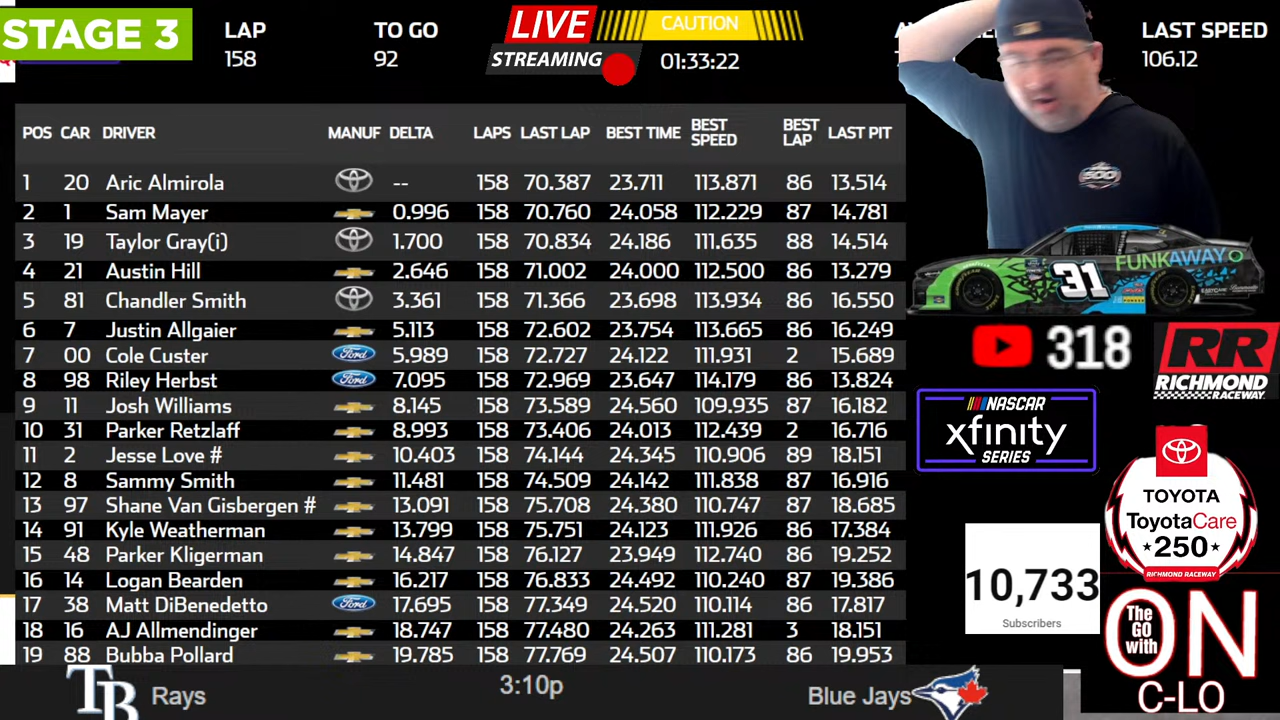 STAGE 3
LAP
158
TO GO
92
LIVE
STREAMING
CAUTION
01:33:22
LAST SPEED
106.12
POS CAR DRIVER MANUF DELTA LAPS LAST LAP BEST TIME BEST SPEED BEST LAP LAST PIT
1 20 Aric Almirola -- 158 70.387 23.711 113.871 86 13.514
2 1 Sam Mayer 0.996 158 70.760 24.058 112.229 87 14.781
3 19 Taylor Gray(i) 1.700 158 70.834 24.186 111.635 88 14.514
4 21 Austin Hill 2.646 158 71.002 24.000 112.500 86 13.279
5 81 Chandler Smith 3.361 158 71.366 23.698 113.934 86 16.550
6 7 Justin Allgaier 5.113 158 72.602 23.754 113.665 86 16.249
7 00 Cole Custer Ford 5.989 158 72.727 24.122 111.931 2 15.689
8 98 Riley Herbst Ford 7.095 158 72.969 23.647 114.179 86 13.824
9 11 Josh Williams 8.145 158 73.589 24.560 109.935 87 16.182
10 31 Parker Retzlaff 8.993 158 73.406 24.013 112.439 2 16.716
11 2 Jesse Love # 10.403 158 74.144 24.345 110.906 89 18.151
12 8 Sammy Smith 11.481 158 74.509 24.142 111.838 87 16.916
13 97 Shane Van Gisbergen # 13.091 158 75.708 24.380 110.747 87 18.685
14 91 Kyle Weatherman 13.799 158 75.751 24.123 111.926 86 17.384
15 48 Parker Kligerman 14.847 158 76.127 23.949 112.740 86 19.252
16 14 Logan Bearden 16.217 158 76.833 24.492 110.240 87 19.386
17 38 Matt DiBenedetto Ford 17.695 158 77.349 24.520 110.114 86 17.817
18 16 AJ Allmendinger 18.747 158 77.480 24.263 111.281 3 18.151
19 88 Bubba Pollard 19.785 158 77.769 24.507 110.173 86 19.953
500
31
FUNKAWAY
318
RR
RICHMOND
RACEWAY
NASCAR
xfinity
SERIES
TOYOTA
ToyotaCare
250
RICHMOND RACEWAY
10,733
Subscribers
The GO with
ON
C-LO
TB
Rays
3:10p
Blue Jays